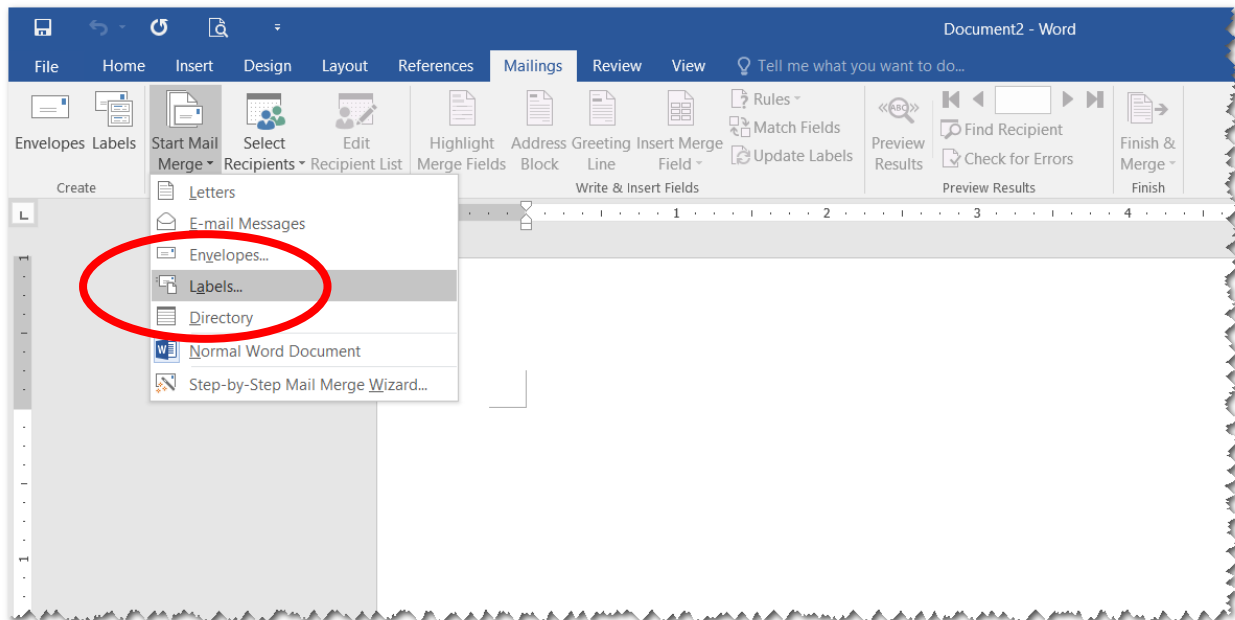 Document2 - Word
File Home Insert Design Layout References Mailings Review View Tell me what you want to do...
Envelopes Labels Start Mail Merge Select Recipients Edit Recipient List Highlight Merge Fields Address Block Greeting Line Insert Merge Field Rules Match Fields Update Labels Preview Results Find Recipient Check for Errors Finish & Merge
Create Write & Insert Fields Preview Results Finish
Letters
E-mail Messages
Envelopes...
Labels...
Directory
Normal Word Document
Step-by-Step Mail Merge Wizard...
L
1 2 3 4
1
1
«ABC»
W